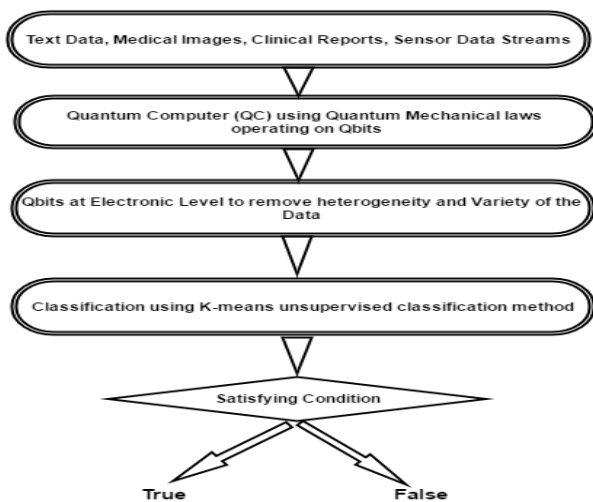 Text Data, Medical Images, Clinical Reports, Sensor Data Streams
Quantum Computer (QC) using Quantum Mechanical laws
operating on Qbits
Qbits at Electronic Level to remove heterogeneity and Variety of the
Data
Classification using K-means unsupervised classification method
Satisfying Condition
True False